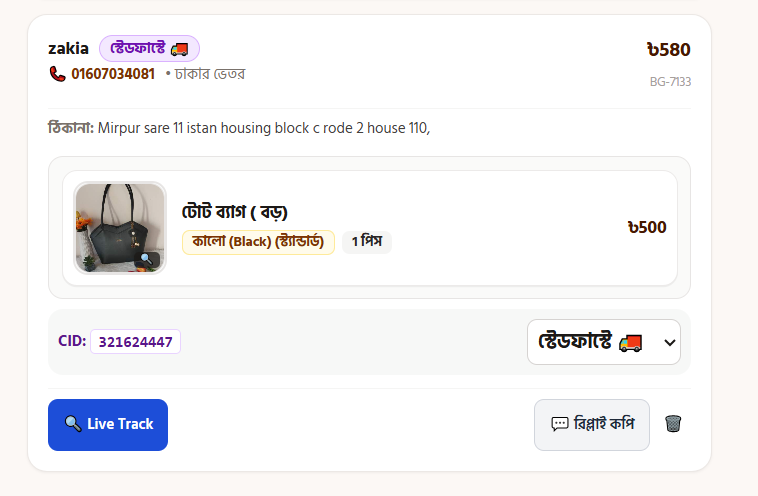 zakia স্টেডফাস্টে 🚚 ৳580
📞 01607034081 • ঢাকার ভেতর BG-7133
ঠিকানা: Mirpur sare 11 istan housing block c rode 2 house 110,
টোট ব্যাগ ( বড়)
কালো (Black) (স্ট্যান্ডার্ড) 1 পিস ৳500
CID: 321624447 স্টেডফাস্টে 🚚
🔍 Live Track 💬 রিপ্লাই কপি 🗑️